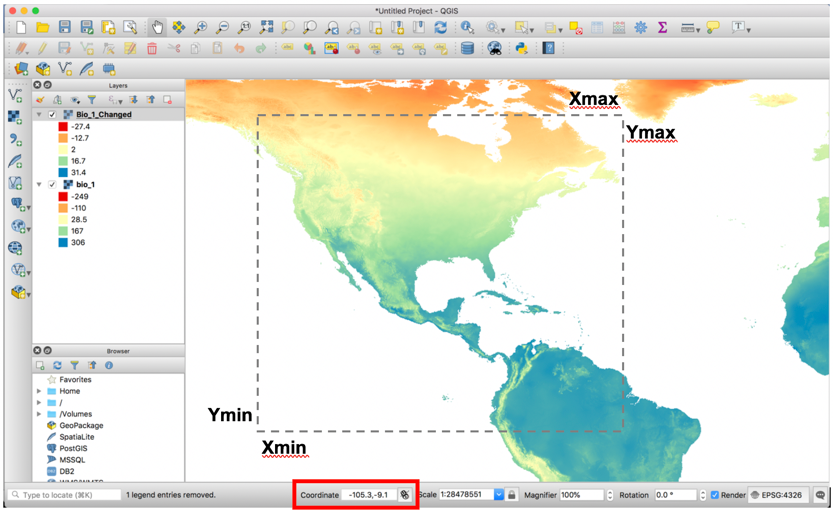 *Untitled Project - QGIS
Layers
Bio_1_Changed
-27.4
-12.7
2
16.7
31.4
bio_1
-249
-110
28.5
167
306
Xmax
Ymax
Ymin
Xmin
Browser
Favorites
Home
/
/Volumes
GeoPackage
SpatiaLite
PostGIS
MSSQL
DB2
WMS/WMTS
Type to locate (⌘K)
1 legend entries removed.
Coordinate -105.3,-9.1 Scale 1:28478551 Magnifier 100% Rotation 0.0 ° Render EPSG:4326